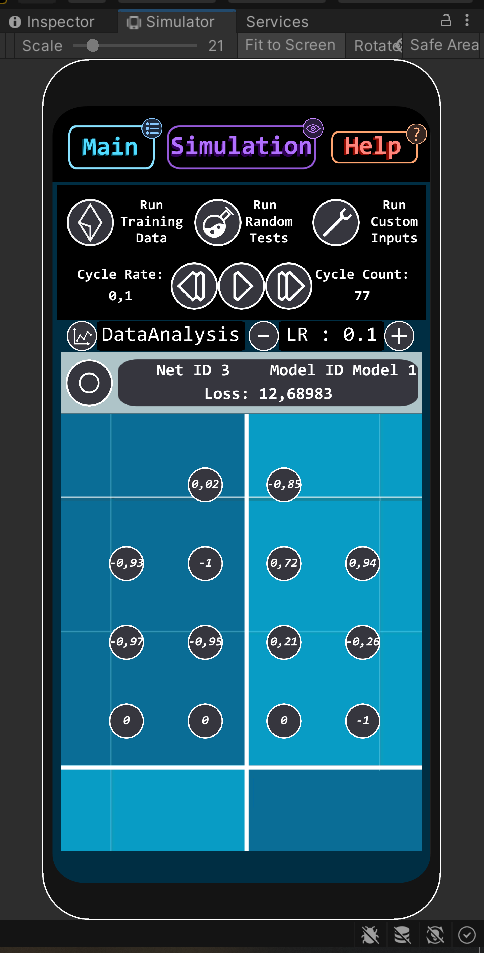 Inspector Simulator Services
Scale 21 Fit to Screen Rotate Safe Area
Main Simulation Help
?
Run Training Data
Run Random Tests
Run Custom Inputs
Cycle Rate:
0,1
Cycle Count:
77
DataAnalysis − LR : 0.1 +
Net ID 3 Model ID Model 1
Loss: 12,68983
0,02 -0,85
-0,93 -1 0,72 0,94
-0,97 -0,95 0,21 -0,26
0 0 0 -1